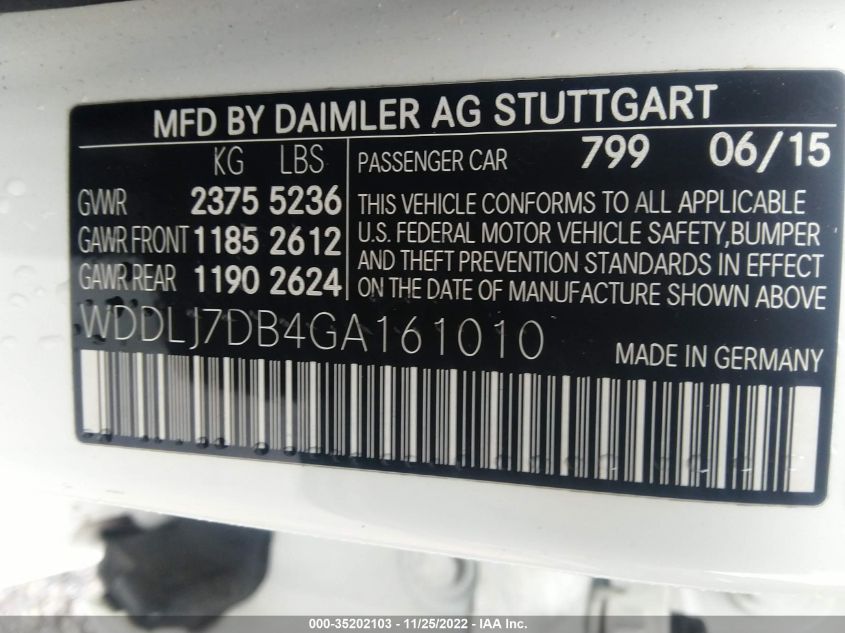 MFD BY DAIMLER AG STUTTGART
KG LBS
GVWR 2375 5236
GAWR FRONT 1185 2612
GAWR REAR 1190 2624
PASSENGER CAR 799 06/15
THIS VEHICLE CONFORMS TO ALL APPLICABLE
U.S. FEDERAL MOTOR VEHICLE SAFETY,BUMPER
AND THEFT PREVENTION STANDARDS IN EFFECT
ON THE DATE OF MANUFACTURE SHOWN ABOVE
WDDLJ7DB4GA161010
MADE IN GERMANY
000-35202103 - 11/25/2022 - IAA Inc.